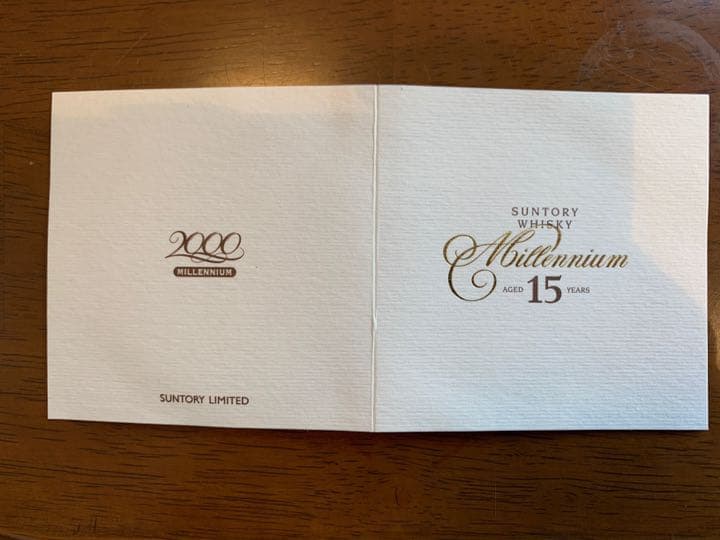 2000
MILLENNIUM
SUNTORY LIMITED
SUNTORY
WHISKY
Millennium
AGED 15 YEARS